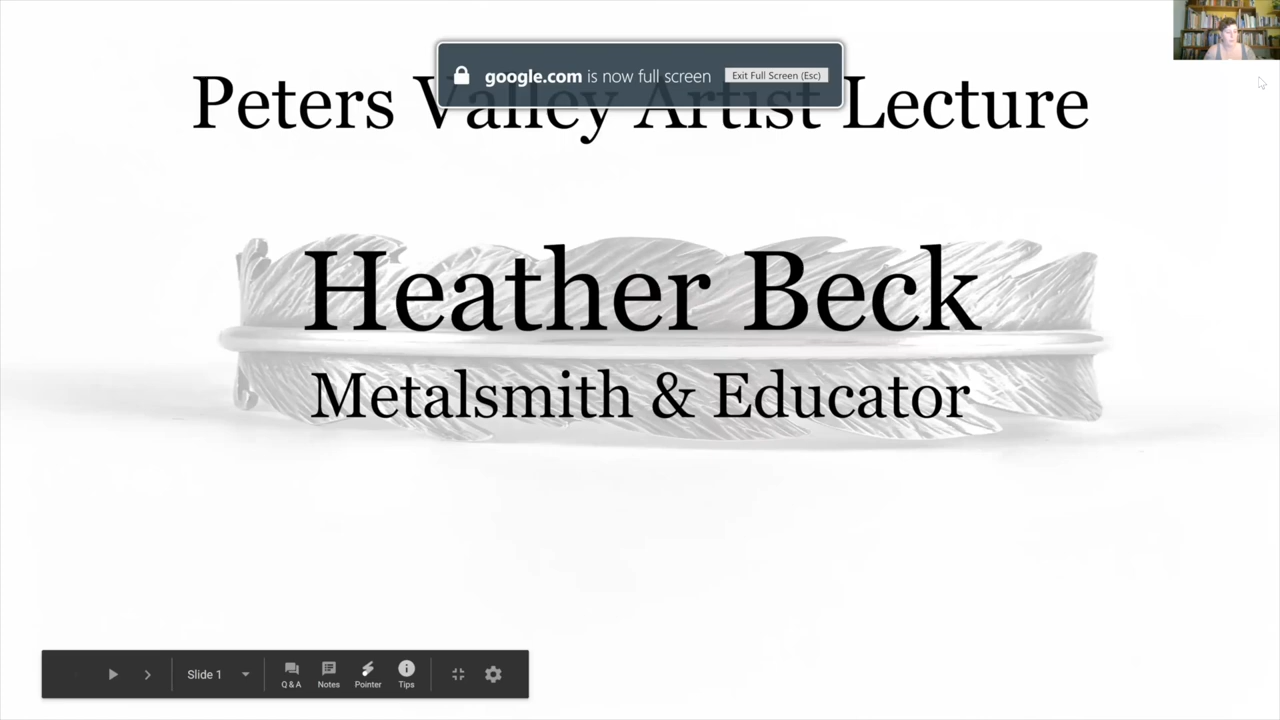 google.com is now full screen Exit Full Screen (Esc)
Peters Valley Artist Lecture
Heather Beck
Metalsmith & Educator
Slide 1
Q & A
Notes
Pointer
Tips